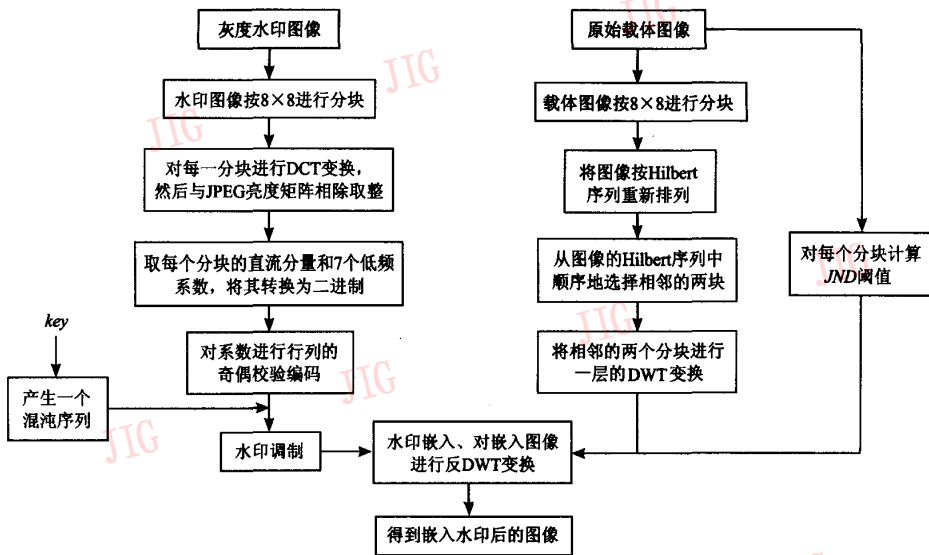 灰度水印图像
水印图像按8×8进行分块
对每一分块进行DCT变换,
然后与JPEG亮度矩阵相除取整
取每个分块的直流分量和7个低频
系数，将其转换为二进制
对系数进行行列的
奇偶校验编码
key
产生一个
混沌序列
水印调制
原始载体图像
载体图像按8×8进行分块
将图像按Hilbert
序列重新排列
从图像的Hilbert序列中
顺序地选择相邻的两块
将相邻的两个分块进行
一层的DWT变换
对每个分块计算
JND阈值
水印嵌入、对嵌入图像
进行反DWT变换
得到嵌入水印后的图像
JIG
JIG
JIG
JIG
JIG
JIG
JIG